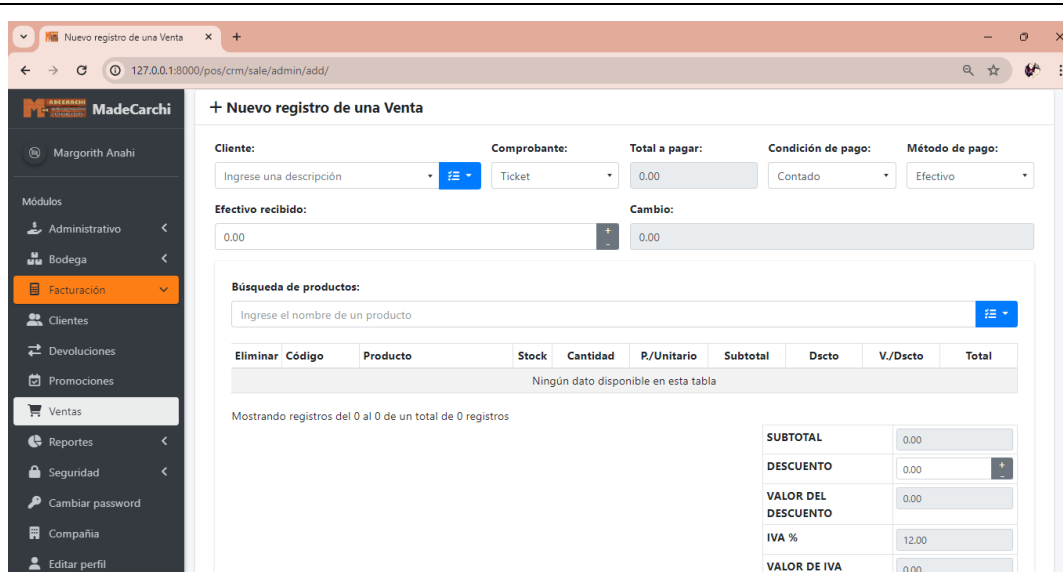 Nuevo registro de una Venta
127.0.0.1:8000/pos/crm/sale/admin/add/
MadeCarchi
Margorith Anahi
Módulos
Administrativo
Bodega
Facturación
Clientes
Devoluciones
Promociones
Ventas
Reportes
Seguridad
Cambiar password
Compañia
Editar perfil
+ Nuevo registro de una Venta
Cliente: Comprobante: Total a pagar: Condición de pago: Método de pago:
Ingrese una descripción Ticket 0.00 Contado Efectivo
Efectivo recibido: Cambio:
0.00 + - 0.00
Búsqueda de productos:
Ingrese el nombre de un producto
Eliminar Código Producto Stock Cantidad P./Unitario Subtotal Dscto V./Dscto Total
Ningún dato disponible en esta tabla
Mostrando registros del 0 al 0 de un total de 0 registros
SUBTOTAL 0.00
DESCUENTO 0.00 + -
VALOR DEL 0.00
DESCUENTO
IVA % 12.00
VALOR DE IVA 0.00